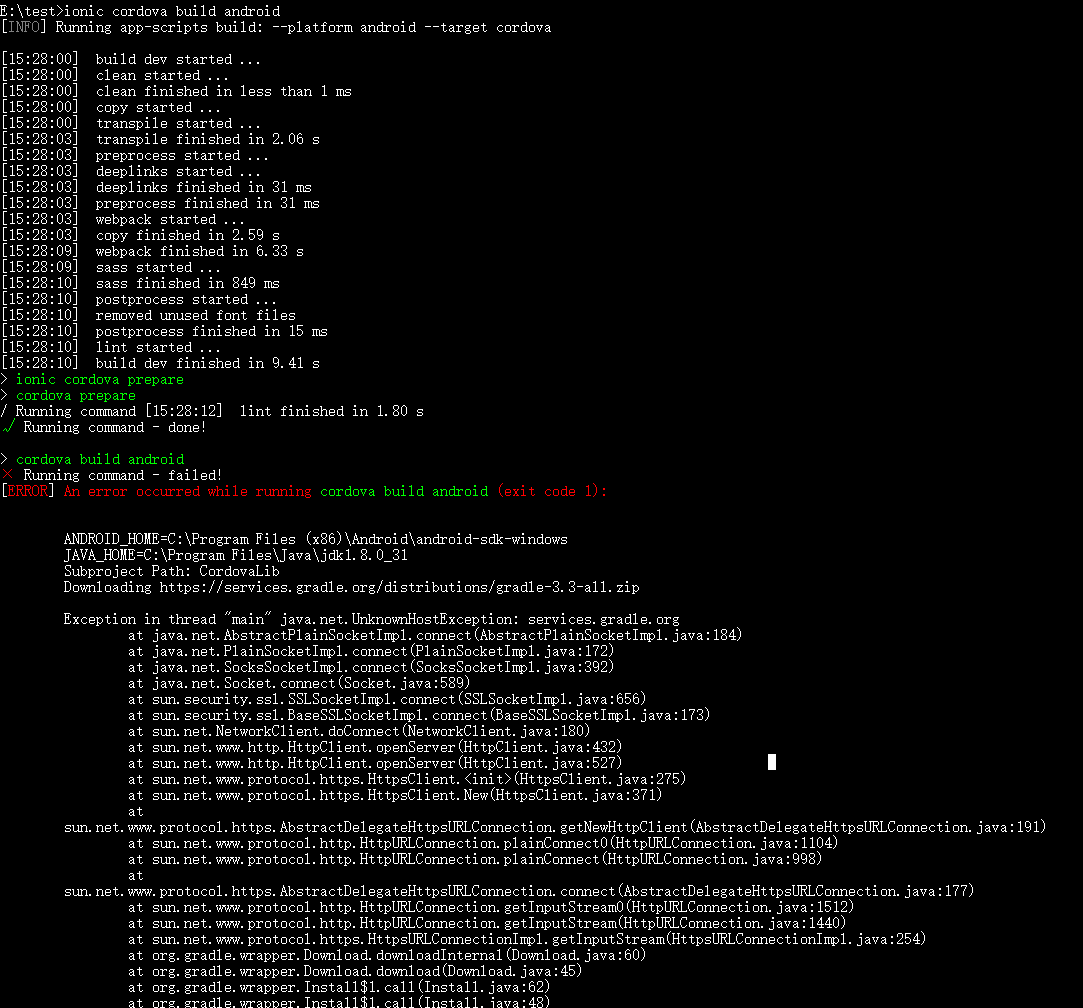 E:\test>ionic cordova build android
[INFO] Running app-scripts build: --platform android --target cordova
[15:28:00]  build dev started ...
[15:28:00]  clean started ...
[15:28:00]  clean finished in less than 1 ms
[15:28:00]  copy started ...
[15:28:00]  transpile started ...
[15:28:03]  transpile finished in 2.06 s
[15:28:03]  preprocess started ...
[15:28:03]  deeplinks started ...
[15:28:03]  deeplinks finished in 31 ms
[15:28:03]  preprocess finished in 31 ms
[15:28:03]  webpack started ...
[15:28:03]  copy finished in 2.59 s
[15:28:09]  webpack finished in 6.33 s
[15:28:09]  sass started ...
[15:28:10]  sass finished in 849 ms
[15:28:10]  postprocess started ...
[15:28:10]  removed unused font files
[15:28:10]  postprocess finished in 15 ms
[15:28:10]  lint started ...
[15:28:10]  build dev finished in 9.41 s
> ionic cordova prepare
> cordova prepare
/ Running command [15:28:12]  lint finished in 1.80 s
√ Running command - done!
> cordova build android
× Running command - failed!
[ERROR] An error occurred while running cordova build android (exit code 1):
ANDROID_HOME=C:\Program Files (x86)\Android\android-sdk-windows
JAVA_HOME=C:\Program Files\Java\jdk1.8.0_31
Subproject Path: CordovaLib
Downloading https://services.gradle.org/distributions/gradle-3.3-all.zip
Exception in thread "main" java.net.UnknownHostException: services.gradle.org
at java.net.AbstractPlainSocketImpl.connect(AbstractPlainSocketImpl.java:184)
at java.net.PlainSocketImpl.connect(PlainSocketImpl.java:172)
at java.net.SocksSocketImpl.connect(SocksSocketImpl.java:392)
at java.net.Socket.connect(Socket.java:589)
at sun.security.ssl.SSLSocketImpl.connect(SSLSocketImpl.java:656)
at sun.security.ssl.BaseSSLSocketImpl.connect(BaseSSLSocketImpl.java:173)
at sun.net.NetworkClient.doConnect(NetworkClient.java:180)
at sun.net.www.http.HttpClient.openServer(HttpClient.java:432)
at sun.net.www.http.HttpClient.openServer(HttpClient.java:527)
at sun.net.www.protocol.https.HttpsClient.<init>(HttpsClient.java:275)
at sun.net.www.protocol.https.HttpsClient.New(HttpsClient.java:371)
at
sun.net.www.protocol.https.AbstractDelegateHttpsURLConnection.getNewHttpClient(AbstractDelegateHttpsURLConnection.java:191)
at sun.net.www.protocol.http.HttpURLConnection.plainConnect0(HttpURLConnection.java:1104)
at sun.net.www.protocol.http.HttpURLConnection.plainConnect(HttpURLConnection.java:998)
at
sun.net.www.protocol.https.AbstractDelegateHttpsURLConnection.connect(AbstractDelegateHttpsURLConnection.java:177)
at sun.net.www.protocol.http.HttpURLConnection.getInputStream0(HttpURLConnection.java:1512)
at sun.net.www.protocol.http.HttpURLConnection.getInputStream(HttpURLConnection.java:1440)
at sun.net.www.protocol.https.HttpsURLConnectionImpl.getInputStream(HttpsURLConnectionImpl.java:254)
at org.gradle.wrapper.Download.downloadInternal(Download.java:60)
at org.gradle.wrapper.Download.download(Download.java:45)
at org.gradle.wrapper.Install$1.call(Install.java:62)
at org.gradle.wrapper.Install$1.call(Install.java:48)